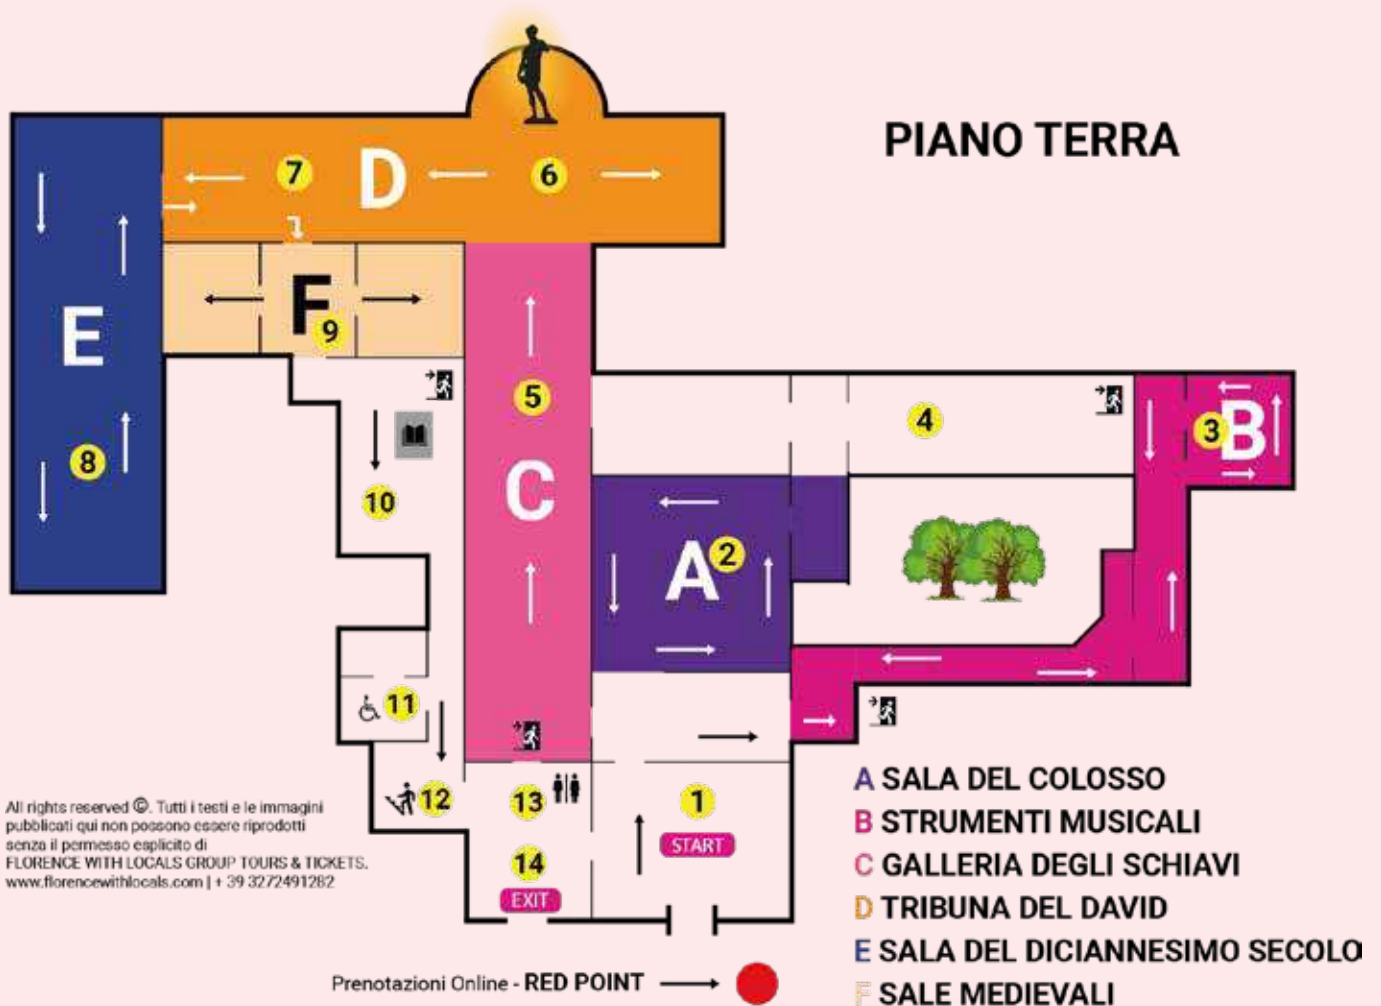 PIANO TERRA
7
D
6
F
9
E
8
5
C
4
3
B
10
A
2
11
12
13
14
EXIT
1
START
All rights reserved ©. Tutti i testi e le immagini
pubblicati qui non possono essere riprodotti
senza il permesso esplicito di
FLORENCE WITH LOCALS GROUP TOURS & TICKETS.
www.florencewithlocals.com | + 39 3272491282
A SALA DEL COLOSSO
B STRUMENTI MUSICALI
C GALLERIA DEGLI SCHIAVI
D TRIBUNA DEL DAVID
E SALA DEL DICIANNESIMO SECOLO
F SALE MEDIEVALI
Prenotazioni Online - RED POINT